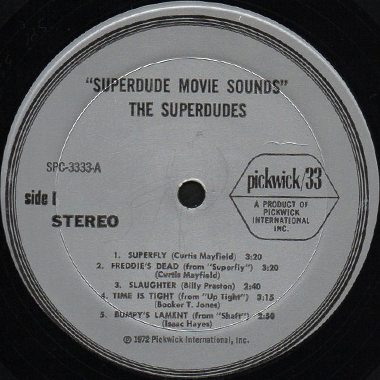 "SUPERDUDE MOVIE SOUNDS"
THE SUPERDUDES
SPC-3333-A
side 1
STEREO
pickwick/33
A PRODUCT OF
PICKWICK
INTERNATIONAL
INC.
1. SUPERFLY (Curtis Mayfield) 3:20
2. FREDDIE'S DEAD (from "Superfly") 3:20
(Curtis Mayfield)
3. SLAUGHTER (Billy Preston) 2:40
4. TIME IS TIGHT (from "Up Tight") 3:15
(Booker T. Jones)
5. BUMPY'S LAMENT (from "Shaft") 2:50
(Isaac Hayes)
℗ 1972 Pickwick International, Inc.